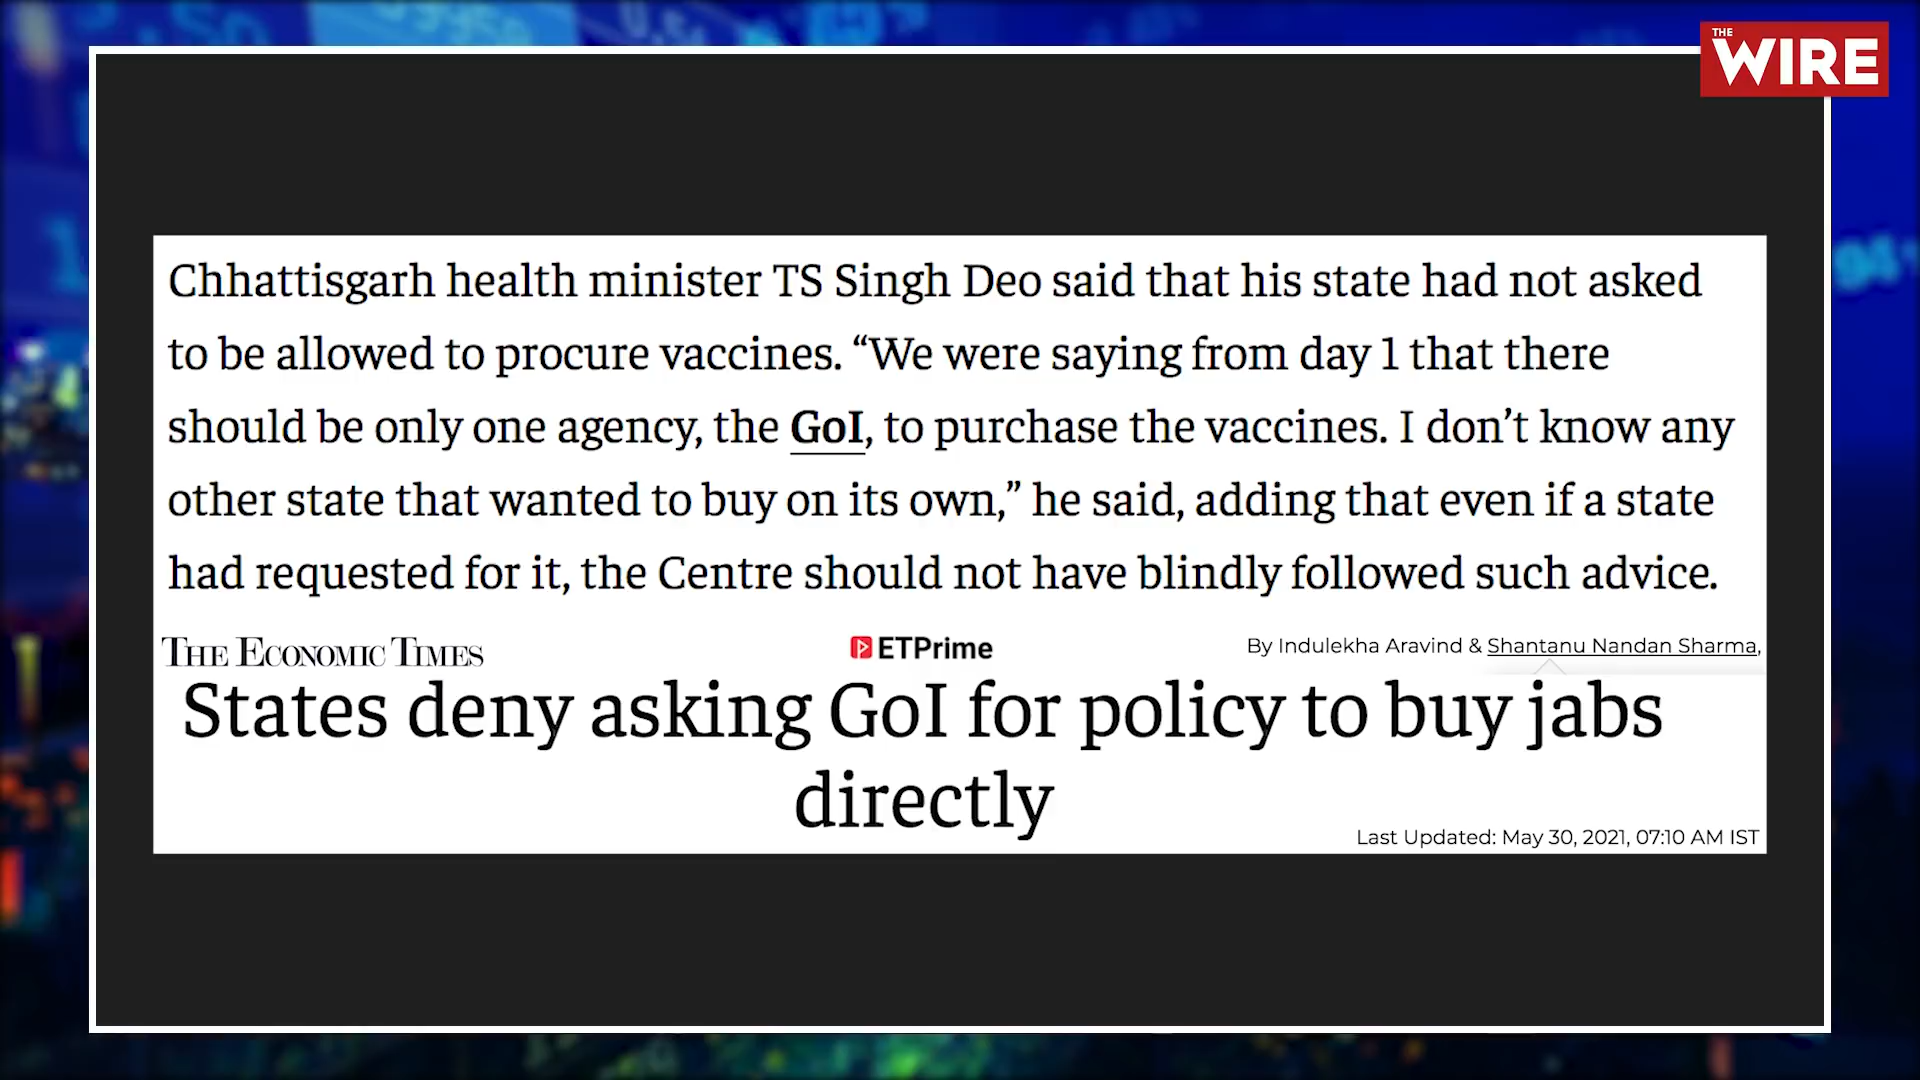 THE
WIRE
Chhattisgarh health minister TS Singh Deo said that his state had not asked
to be allowed to procure vaccines. “We were saying from day 1 that there
should be only one agency, the GoI, to purchase the vaccines. I don’t know any
other state that wanted to buy on its own,” he said, adding that even if a state
had requested for it, the Centre should not have blindly followed such advice.
THE ECONOMIC TIMES
ETPrime
By Indulekha Aravind & Shantanu Nandan Sharma,
States deny asking GoI for policy to buy jabs
directly
Last Updated: May 30, 2021, 07:10 AM IST